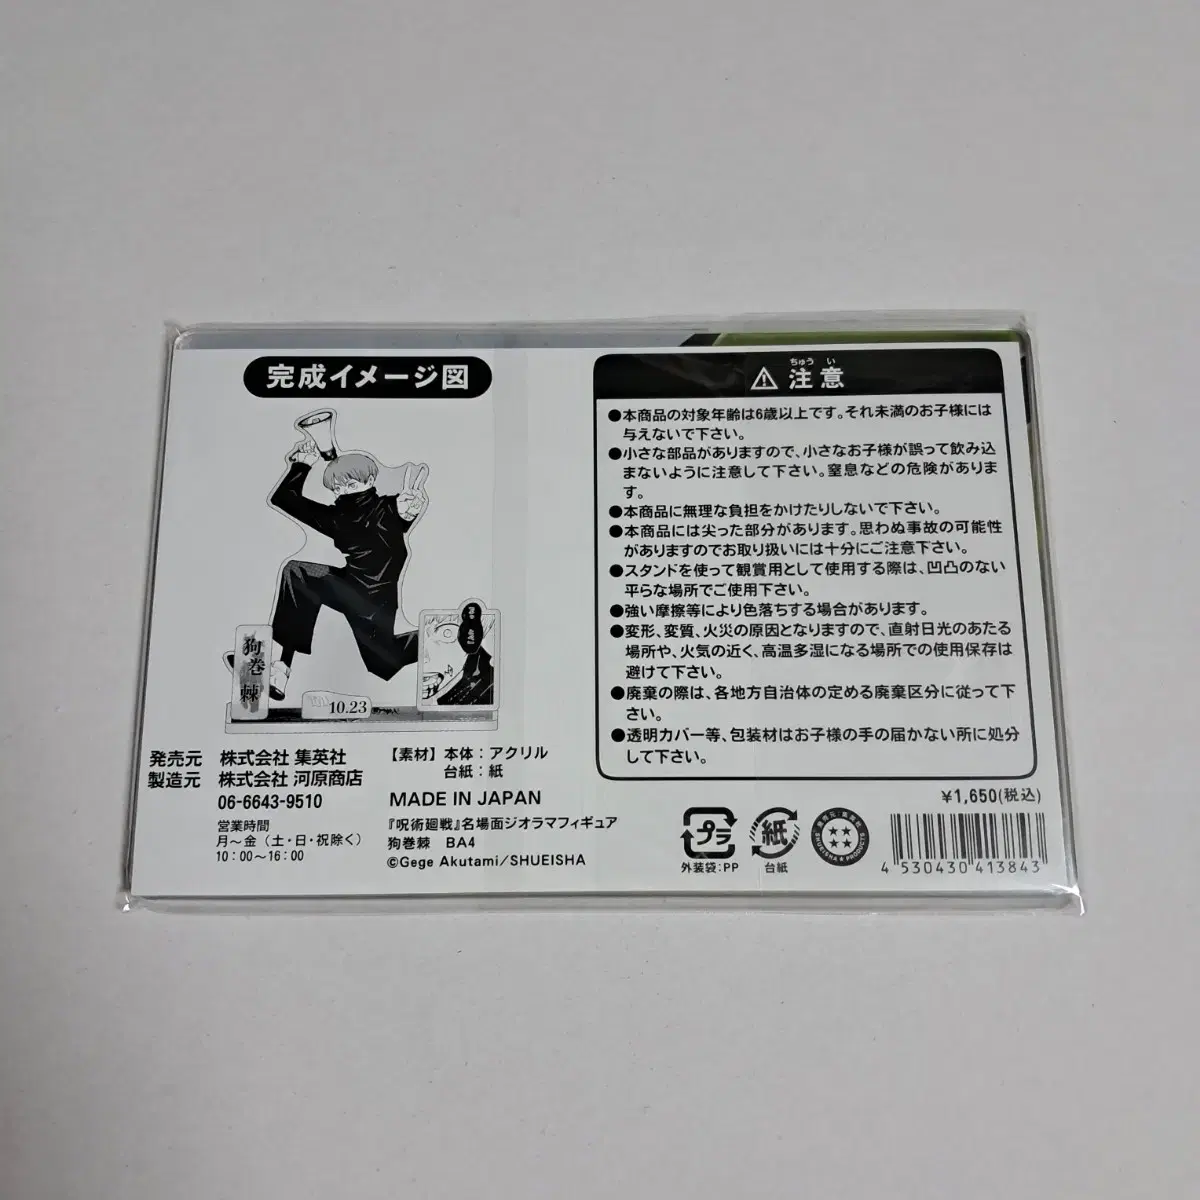 完成イメージ図
狗巻
棘
10.23
発売元 株式会社 集英社
製造元 株式会社 河原商店
06-6643-9510
営業時間
月～金(土・日・祝除く)
10:00～16:00
【素材】本体:アクリル
台紙:紙
MADE IN JAPAN
『呪術廻戦』名場面ジオラマフィギュア
狗巻棘 BA4
©Gege Akutami/SHUEISHA
ちゅう い
注意
●本商品の対象年齢は6歳以上です。それ未満のお子様には
与えないで下さい。
●小さな部品がありますので、小さなお子様が誤って飲み込
まないように注意して下さい。窒息などの危険がありま
す。
●本商品に無理な負担をかけたりしないで下さい。
●本商品には尖った部分があります。思わぬ事故の可能性
がありますのでお取り扱いには十分にご注意下さい。
●スタンドを使って観賞用として使用する際は、凹凸のない
平らな場所でご使用下さい。
●強い摩擦等により色落ちする場合があります。
●変形、変質、火災の原因となりますので、直射日光のあたる
場所や、火気の近く、高温多湿になる場所での使用保存は
避けて下さい。
●廃棄の際は、各地方自治体の定める廃棄区分に従って下
さい。
●透明カバー等、包装材はお子様の手の届かない所に処分
して下さい。
¥1,650(税込)
プラ
外装袋:PP
紙
台紙
発売元:集英社
SHUEISHA PRODUCTS
4 530430 413843